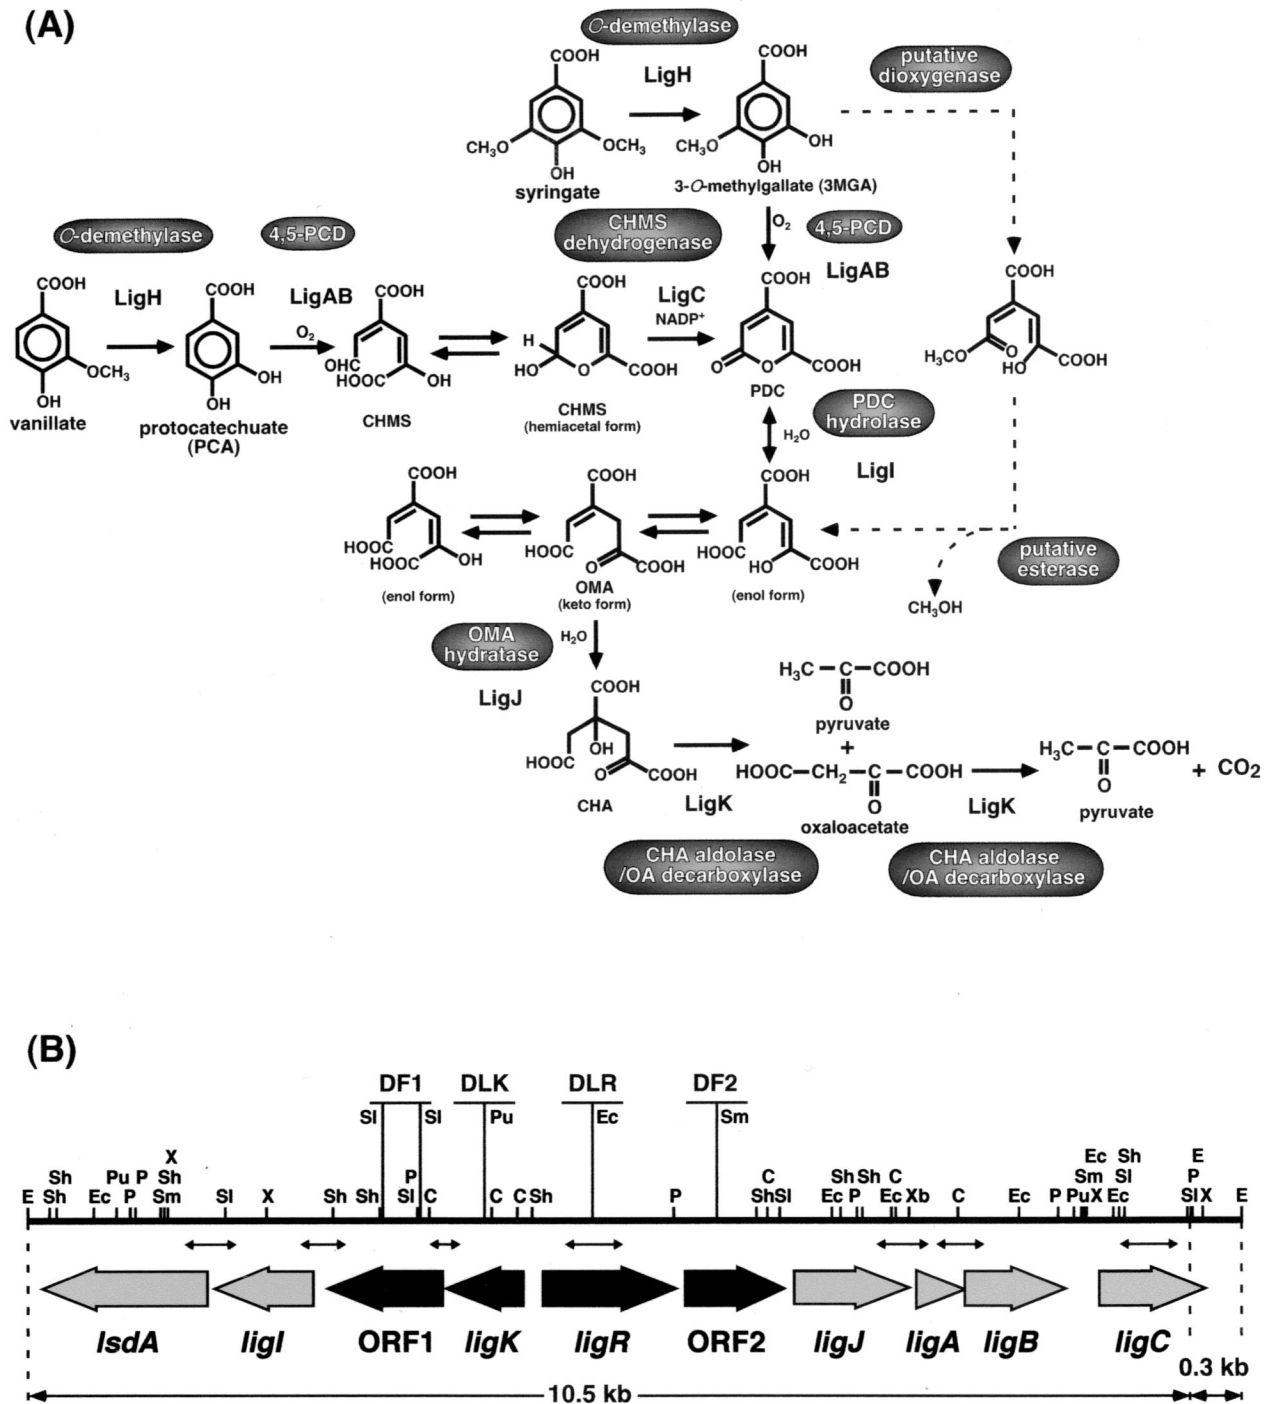 (A)
O-demethylase
LigH
putative
dioxygenase
COOH
COOH
CH3O
OCH3
OH
syringate
CH3O
OH
OH
3-O-methylgallate (3MGA)
O-demethylase
4,5-PCD
CHMS
dehydrogenase
O2
4,5-PCD
LigAB
COOH
LigH
COOH
LigAB
O2
COOH
COOH
LigC
NADP+
COOH
COOH
OCH3
OH
vanillate
OH
OH
protocatechuate
(PCA)
OHC
HOOC
OH
CHMS
H
HO
O
COOH
CHMS
(hemiacetal form)
O
O
COOH
PDC
H3CO
O
HO
COOH
PDC
hydrolase
H2O
LigI
COOH
COOH
COOH
HOOC
HOOC
OH
(enol form)
HOOC
O
COOH
OMA
(keto form)
HOOC
HO
COOH
(enol form)
putative
esterase
CH3OH
OMA
hydratase
H2O
LigJ
COOH
OH
HOOC
O
COOH
CHA
LigK
H3C — C — COOH
O
pyruvate
+
HOOC—CH2—C—COOH
O
oxaloacetate
LigK
H3C—C—COOH
O
pyruvate
+ CO2
CHA aldolase
/OA decarboxylase
CHA aldolase
/OA decarboxylase
(B)
DF1 DLK DLR DF2
Sl Sl Pu Ec Sm
X Ec Sh E
Sh Pu P Sh P C Sh Sh C Sm Sl P
E Sh Ec P Sm Sl X Sh Sh Sl C C C Sh P Sh Sl Ec P Ec Xb C Ec P Pu X Ec Sl X E
lsdA ligI ORF1 ligK ligR ORF2 ligJ ligA ligB ligC
0.3 kb
10.5 kb